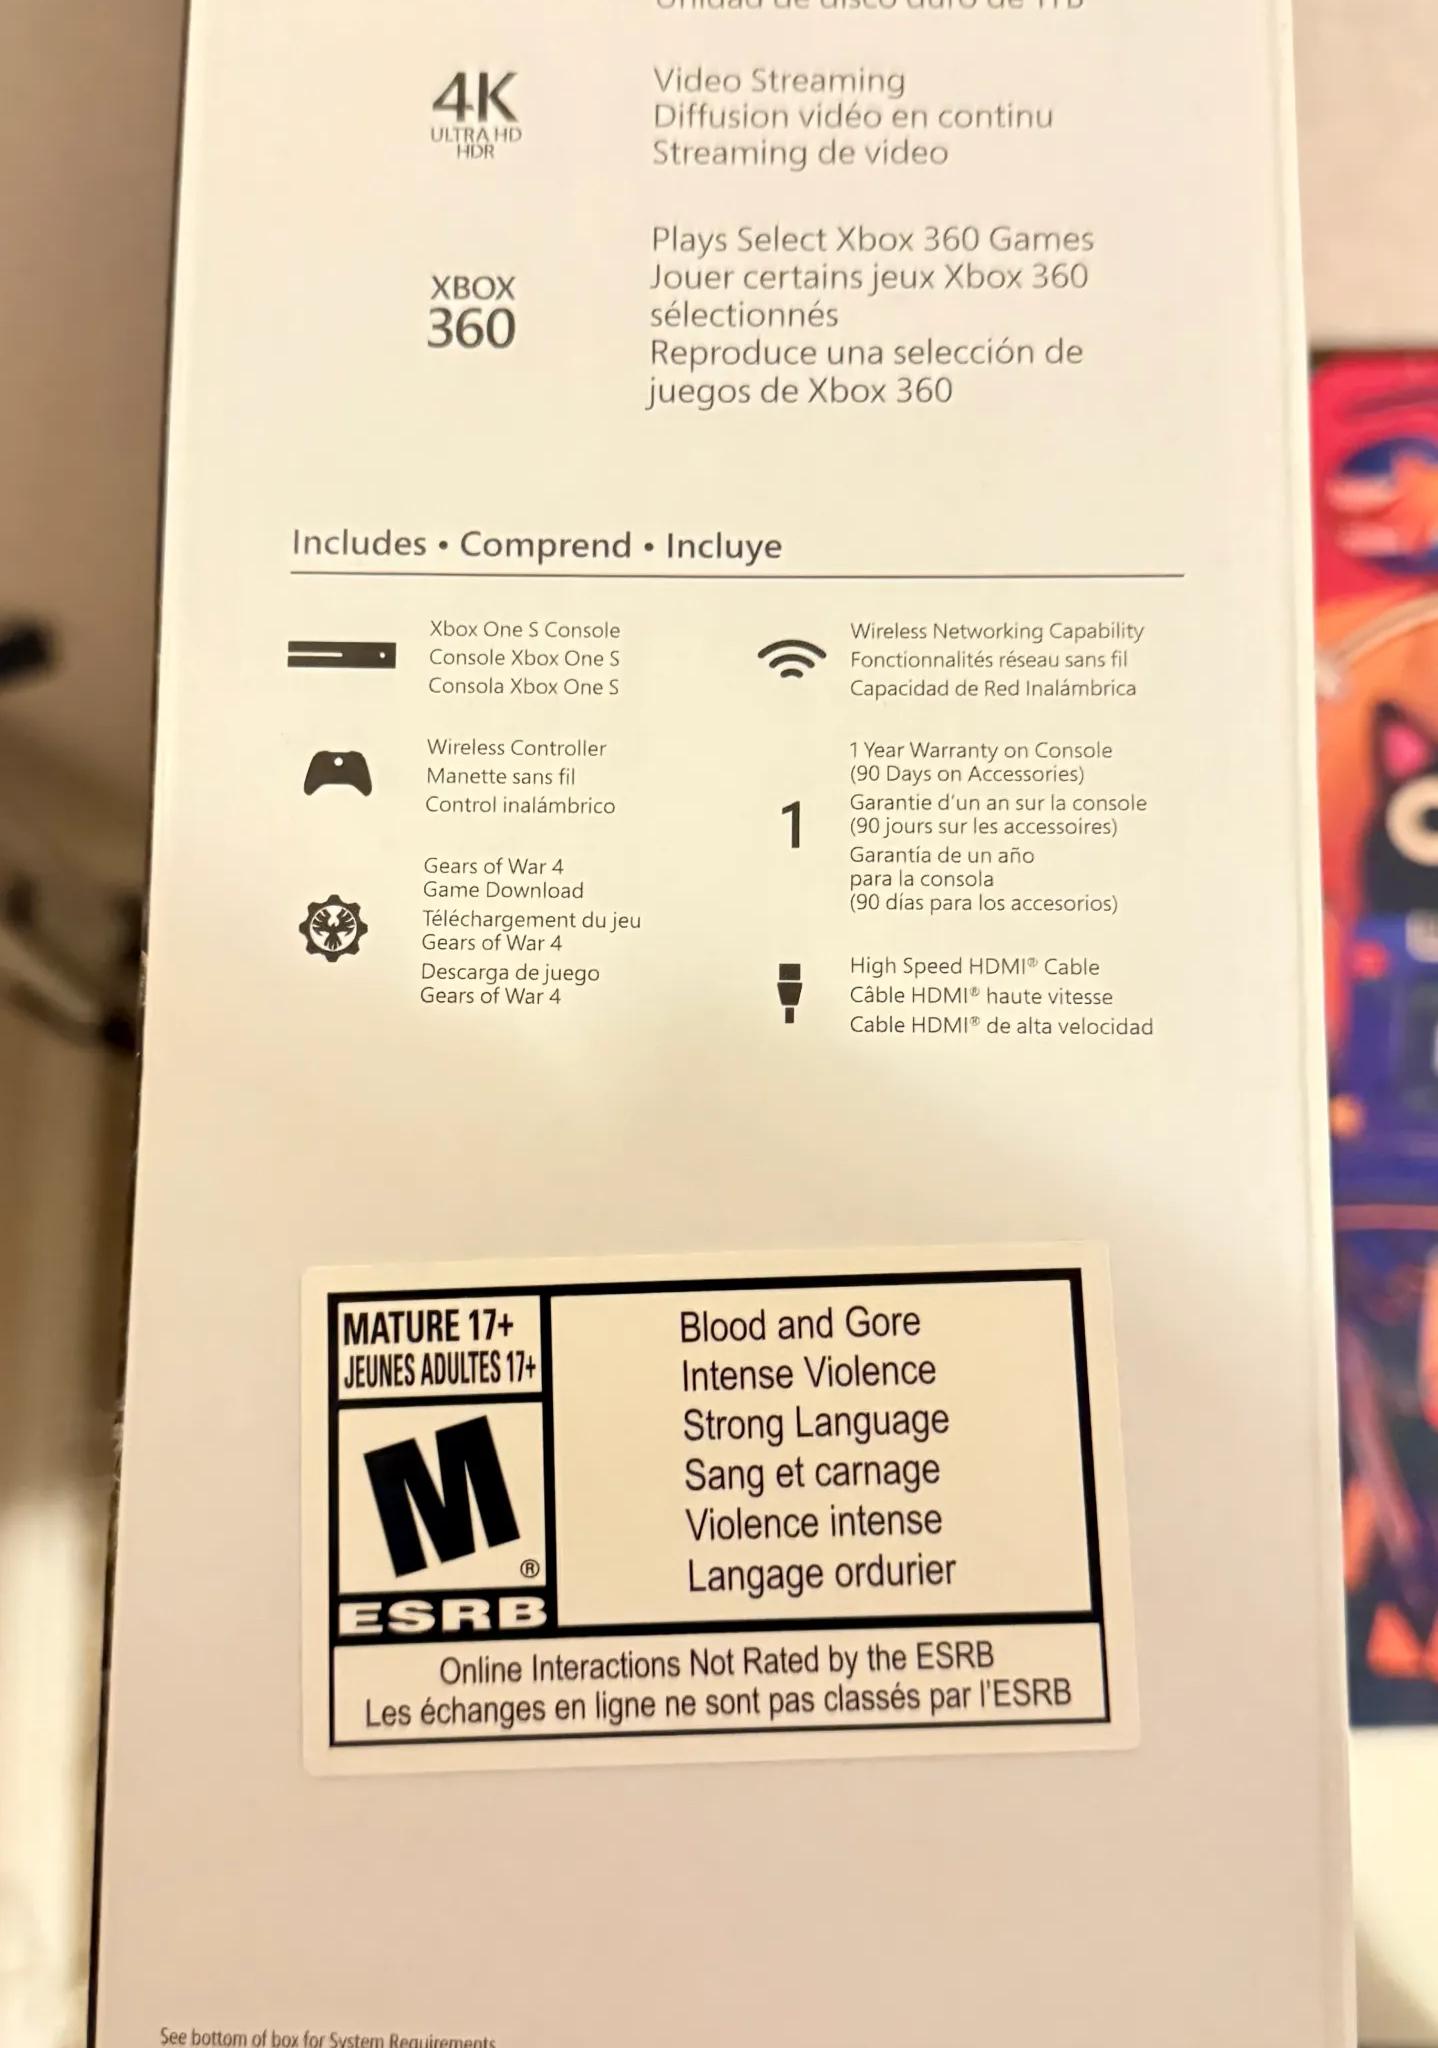 Unidad de disco duro de 1TB
4K
ULTRA HD
HDR
Video Streaming
Diffusion vidéo en continu
Streaming de video
XBOX
360
Plays Select Xbox 360 Games
Jouer certains jeux Xbox 360
sélectionnés
Reproduce una selección de
juegos de Xbox 360
Includes • Comprend • Incluye
Xbox One S Console
Console Xbox One S
Consola Xbox One S
Wireless Controller
Manette sans fil
Control inalámbrico
Gears of War 4
Game Download
Téléchargement du jeu
Gears of War 4
Descarga de juego
Gears of War 4
Wireless Networking Capability
Fonctionnalités réseau sans fil
Capacidad de Red Inalámbrica
1
1 Year Warranty on Console
(90 Days on Accessories)
Garantie d'un an sur la console
(90 jours sur les accessoires)
Garantía de un año
para la consola
(90 días para los accesorios)
High Speed HDMI® Cable
Câble HDMI® haute vitesse
Cable HDMI® de alta velocidad
MATURE 17+
JEUNES ADULTES 17+
M
®
ESRB
Blood and Gore
Intense Violence
Strong Language
Sang et carnage
Violence intense
Langage ordurier
Online Interactions Not Rated by the ESRB
Les échanges en ligne ne sont pas classés par l'ESRB
See bottom of box for System Requirements